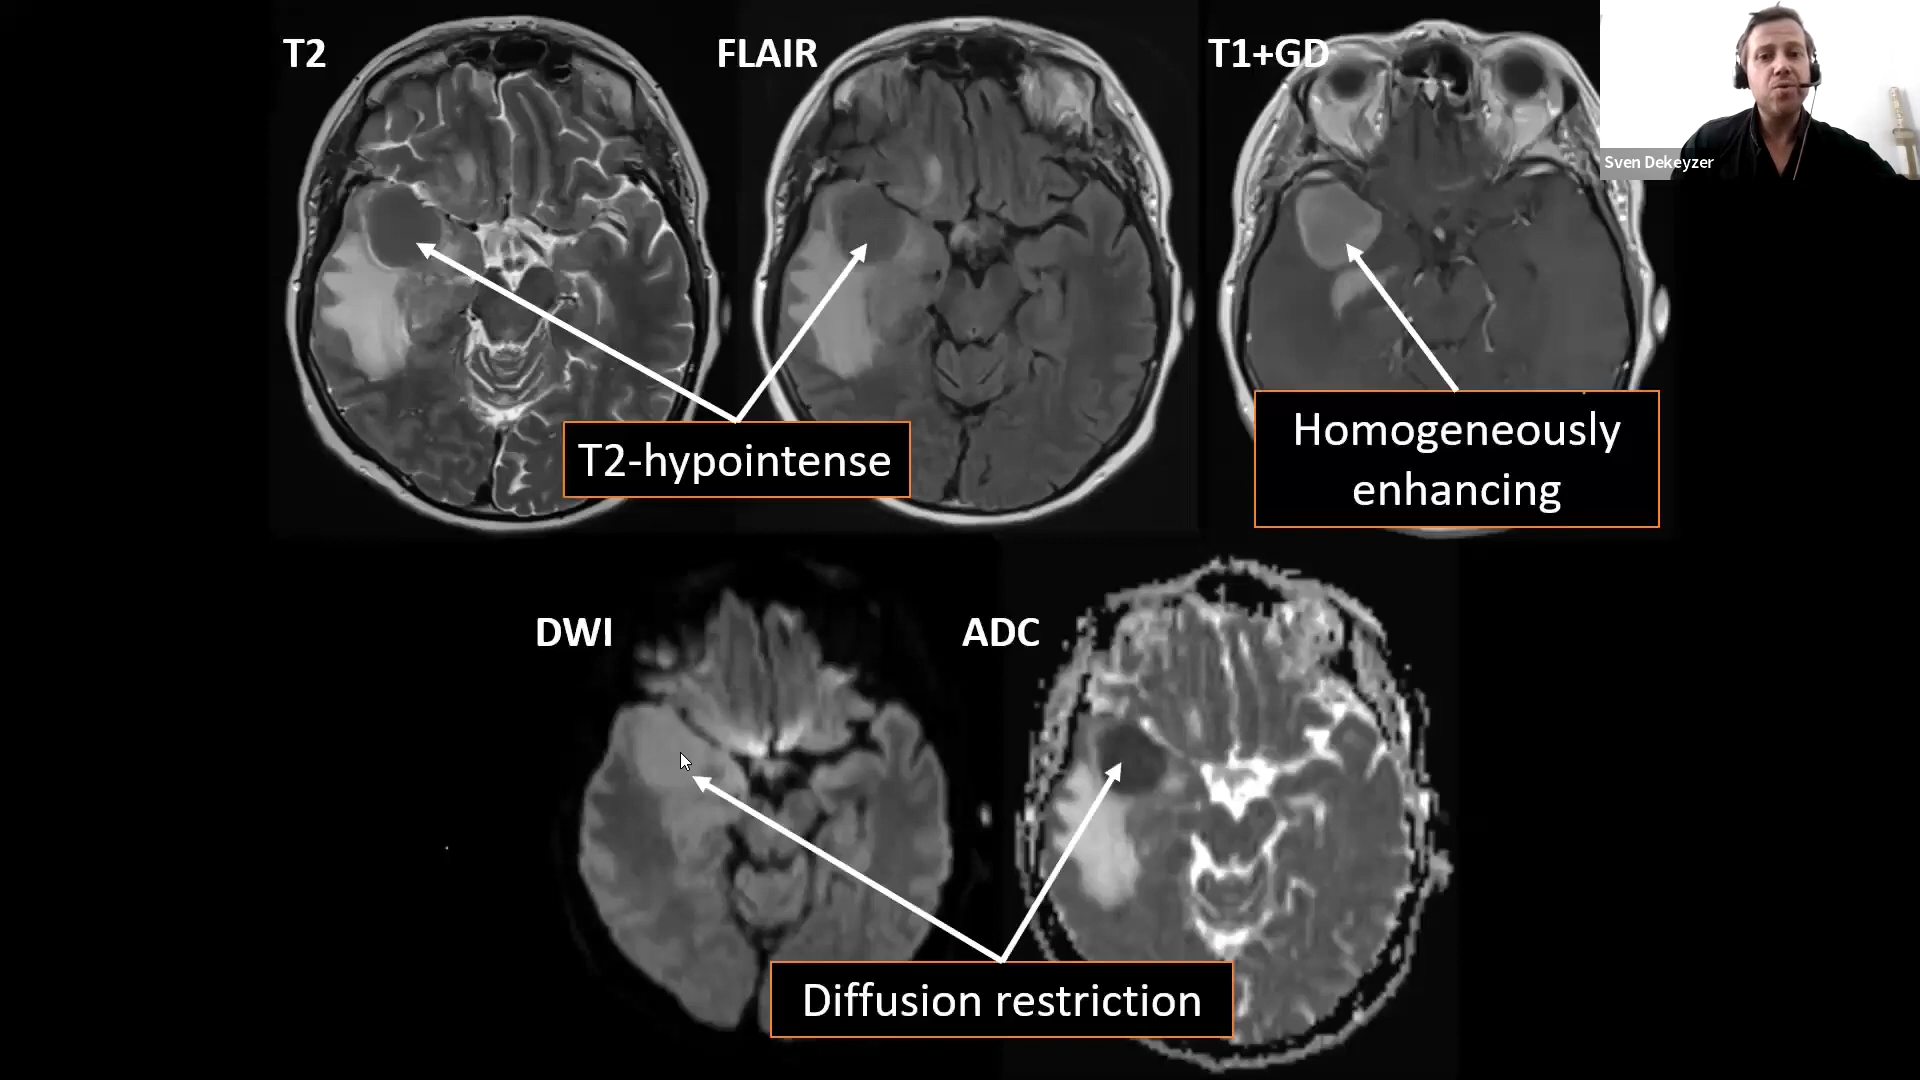 T2
FLAIR
T1+GD
Sven Dekeyzer
T2-hypointense
Homogeneously
enhancing
DWI
ADC
Diffusion restriction